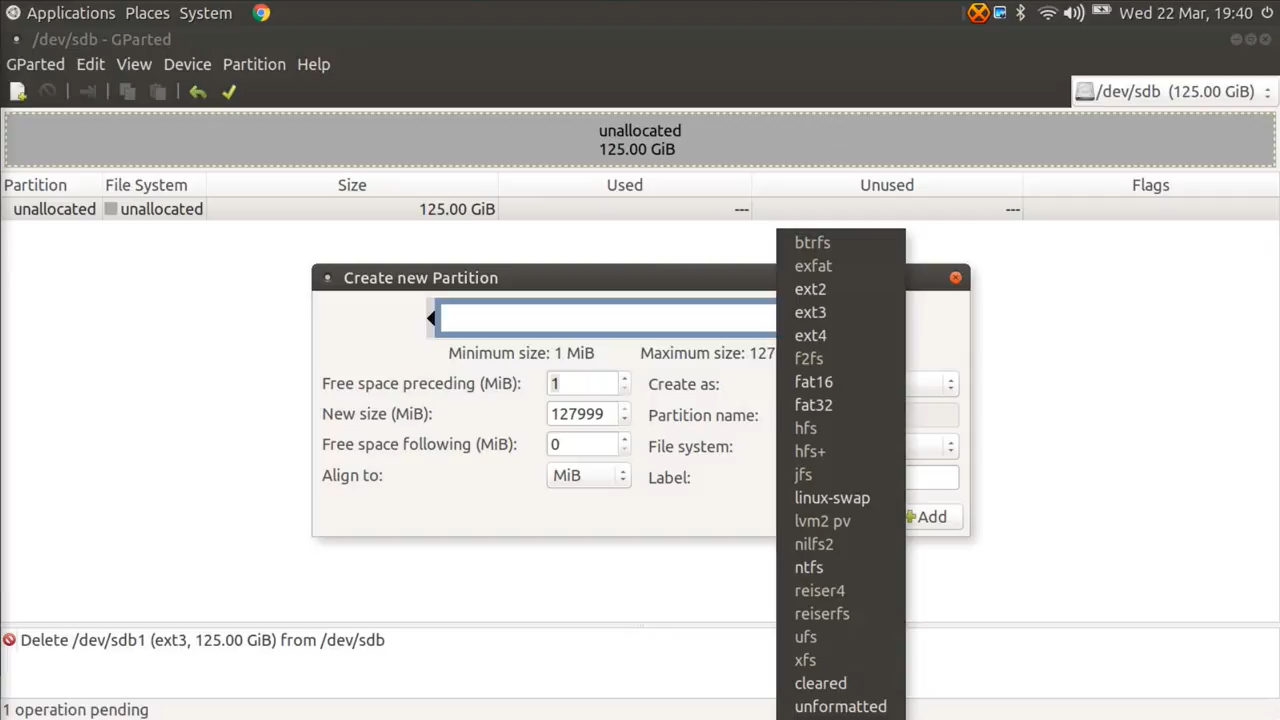 Applications Places System Wed 22 Mar, 19:40
/dev/sdb - GParted
GParted Edit View Device Partition Help
/dev/sdb (125.00 GiB)
unallocated
125.00 GiB
Partition File System Size Used Unused Flags
unallocated unallocated 125.00 GiB --- ---
Create new Partition
Minimum size: 1 MiB Maximum size: 127
Free space preceding (MiB): 1 Create as:
New size (MiB): 127999 Partition name:
Free space following (MiB): 0 File system:
Align to: MiB Label:
Add
btrfs
exfat
ext2
ext3
ext4
f2fs
fat16
fat32
hfs
hfs+
jfs
linux-swap
lvm2 pv
nilfs2
ntfs
reiser4
reiserfs
ufs
xfs
cleared
unformatted
Delete /dev/sdb1 (ext3, 125.00 GiB) from /dev/sdb
1 operation pending